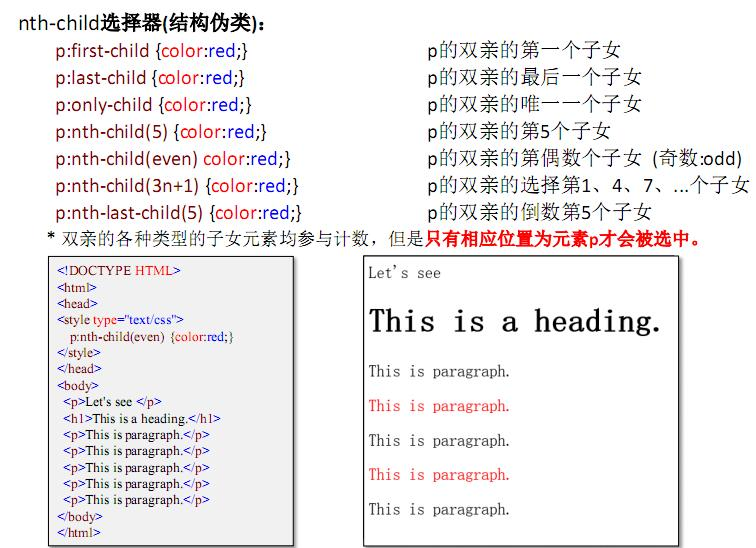 nth-child选择器(结构伪类)：
p:first-child {color:red;} p的双亲的第一个子女
p:last-child {color:red;} p的双亲的最后一个子女
p:only-child {color:red;} p的双亲的唯一一个子女
p:nth-child(5) {color:red;} p的双亲的第5个子女
p:nth-child(even) color:red;} p的双亲的第偶数个子女 (奇数:odd)
p:nth-child(3n+1) {color:red;} p的双亲的选择第1、4、7、...个子女
p:nth-last-child(5) {color:red;} p的双亲的倒数第5个子女
* 双亲的各种类型的子女元素均参与计数，但是只有相应位置为元素p才会被选中。
<!DOCTYPE HTML>
<html>
<head>
<style type="text/css">
p:nth-child(even) {color:red;}
</style>
</head>
<body>
<p>Let's see </p>
<h1>This is a heading.</h1>
<p>This is paragraph.</p>
<p>This is paragraph.</p>
<p>This is paragraph.</p>
<p>This is paragraph.</p>
<p>This is paragraph.</p>
</body>
</html>
Let's see
This is a heading.
This is paragraph.
This is paragraph.
This is paragraph.
This is paragraph.
This is paragraph.